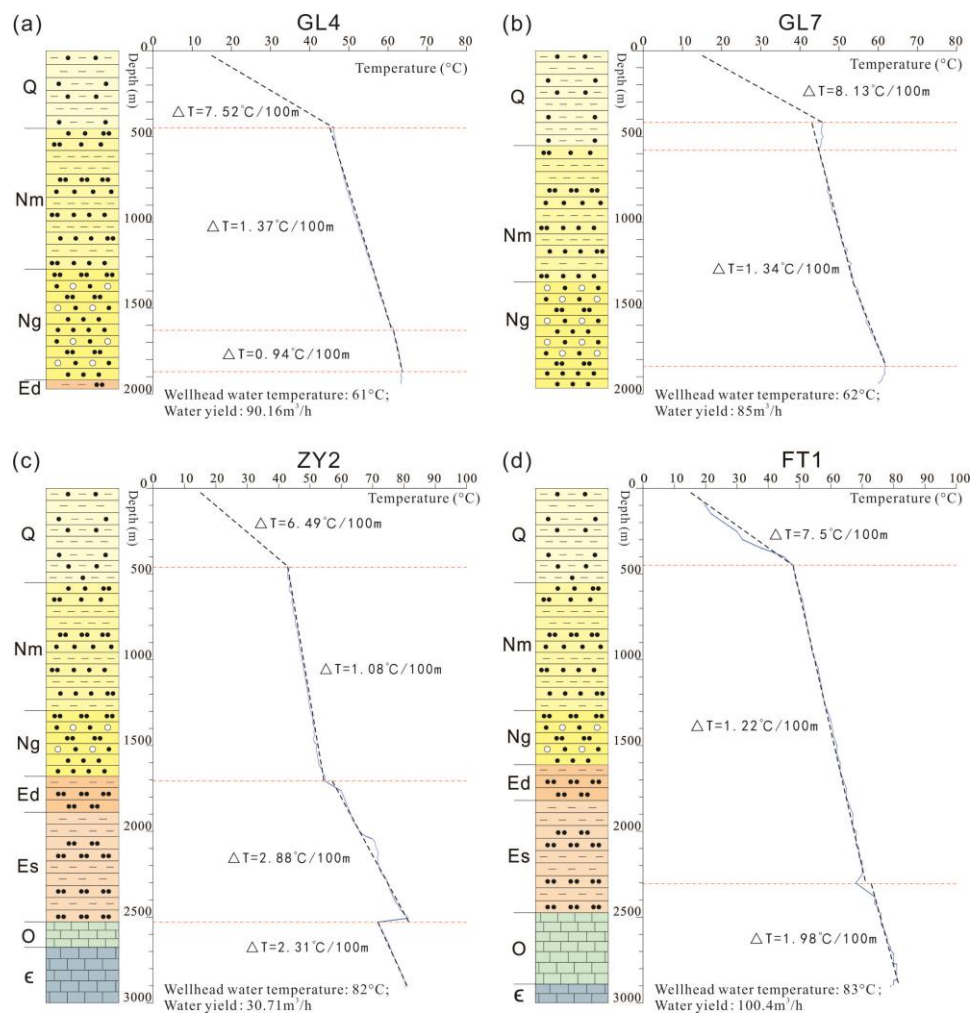 (a)
GL4
0 10 20 30 40 50 60 70 80
Temperature (°C)
Depth (m)
0
500
1000
1500
2000
Q
Nm
Ng
Ed
△T=7.52℃/100m
△T=1.37℃/100m
△T=0.94℃/100m
Wellhead water temperature: 61°C;
Water yield: 90.16m³/h
(b)
GL7
0 10 20 30 40 50 60 70 80
Temperature (°C)
Depth (m)
0
500
1000
1500
2000
Q
Nm
Ng
△T=8.13℃/100m
△T=1.34℃/100m
Wellhead water temperature: 62°C;
Water yield: 85m³/h
(c)
ZY2
0 10 20 30 40 50 60 70 80 90 100
Temperature (°C)
Depth (m)
0
500
1000
1500
2000
2500
3000
Q
Nm
Ng
Ed
Es
O
Є
△T=6.49℃/100m
△T=1.08℃/100m
△T=2.88℃/100m
△T=2.31℃/100m
Wellhead water temperature: 82°C;
Water yield: 30.71m³/h
(d)
FT1
0 10 20 30 40 50 60 70 80 90 100
Temperature (°C)
Depth (m)
0
500
1000
1500
2000
2500
3000
Q
Nm
Ng
Ed
Es
O
Є
△T=7.5℃/100m
△T=1.22℃/100m
△T=1.98℃/100m
Wellhead water temperature: 83°C;
Water yield: 100.4m³/h